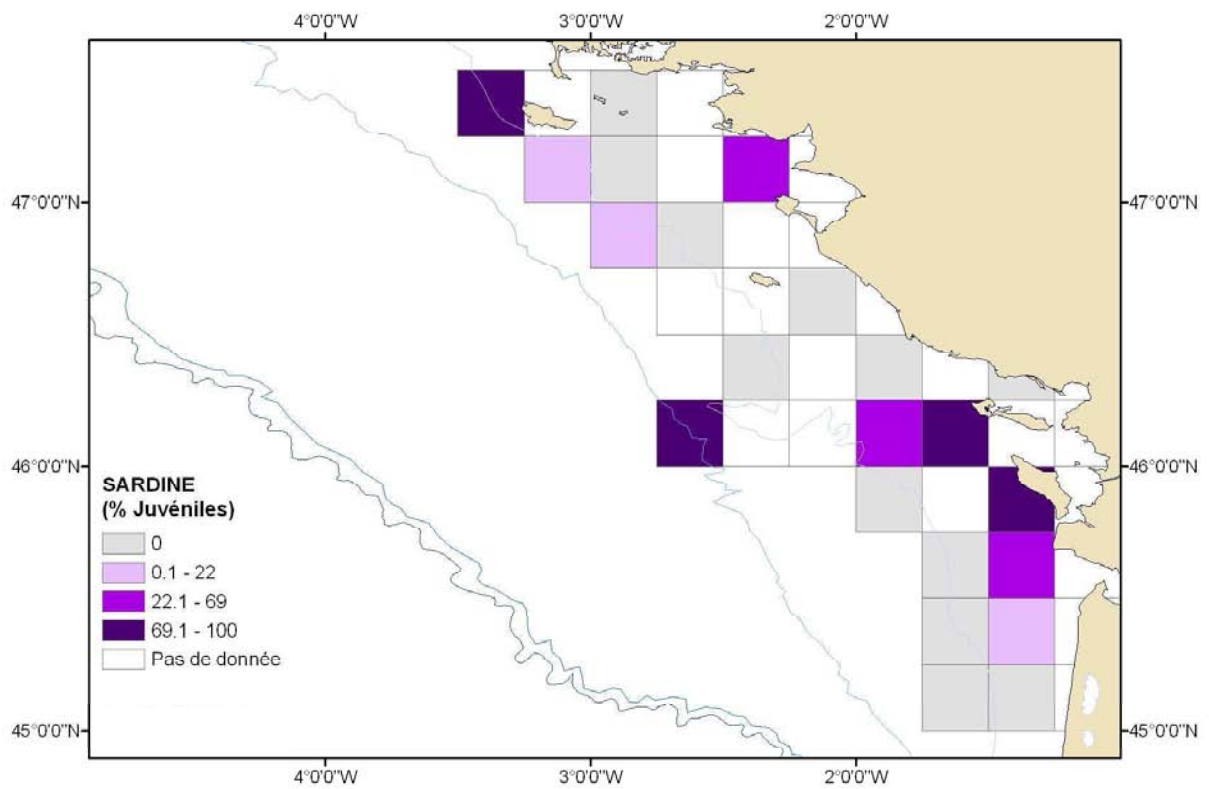 4°0'0"W 3°0'0"W 2°0'0"W
47°0'0"N 47°0'0"N
46°0'0"N 46°0'0"N
SARDINE
(% Juvéniles)
0
0.1 - 22
22.1 - 69
69.1 - 100
Pas de donnée
45°0'0"N 45°0'0"N
4°0'0"W 3°0'0"W 2°0'0"W